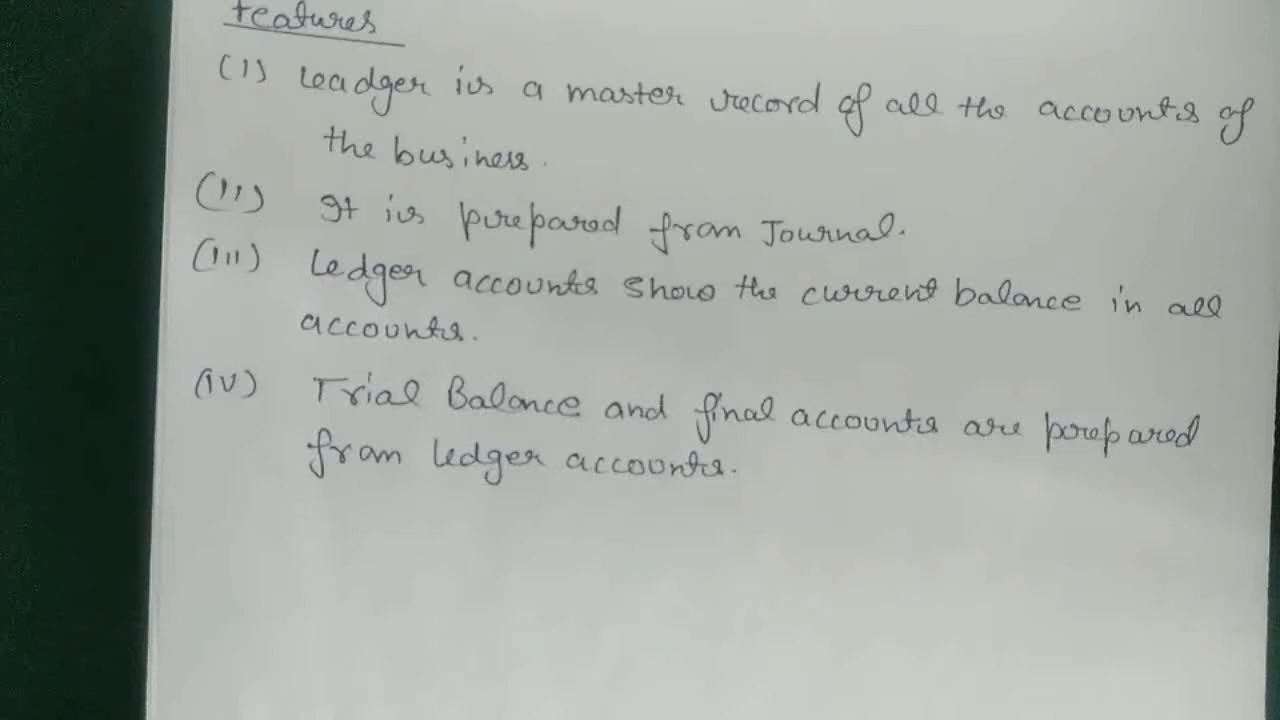 Features
(I) Leadger is a master record of all the accounts of
the business.
(II) It is prepared from Journal.
(III) Ledger accounts show the current balance in all
accounts.
(IV) Trial Balance and final accounts are prepared
from ledger accounts.